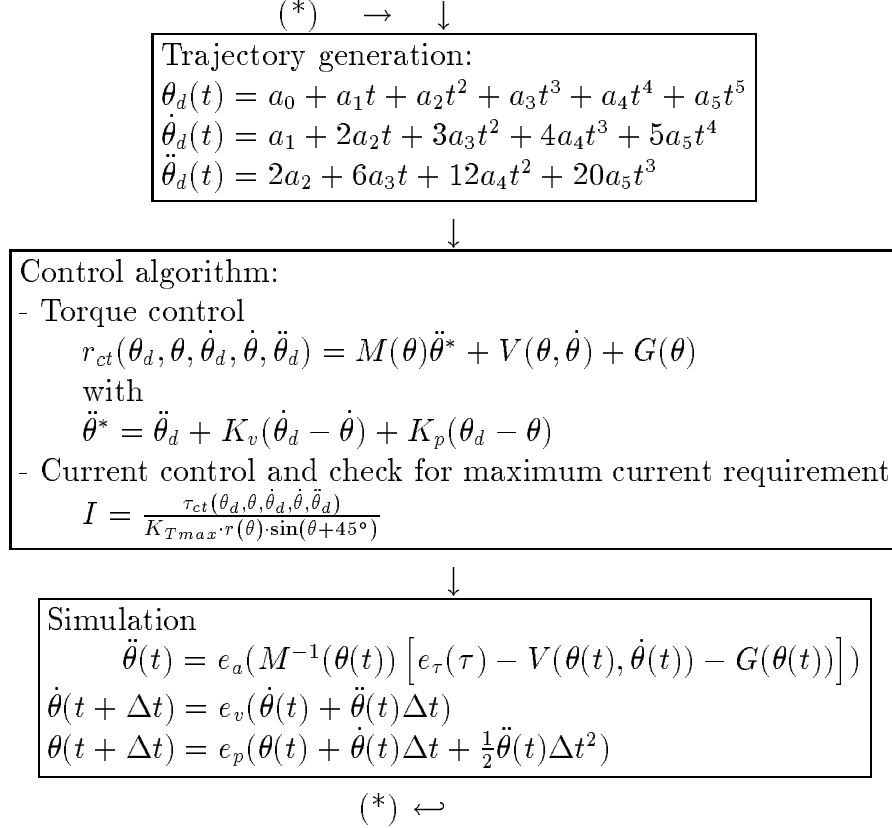 (*) → ↓
Trajectory generation:
θ_d(t) = a_0 + a_1t + a_2t^2 + a_3t^3 + a_4t^4 + a_5t^5
θ̇_d(t) = a_1 + 2a_2t + 3a_3t^2 + 4a_4t^3 + 5a_5t^4
θ̈_d(t) = 2a_2 + 6a_3t + 12a_4t^2 + 20a_5t^3
↓
Control algorithm:
- Torque control
r_ct(θ_d, θ, θ̇_d, θ̇, θ̈_d) = M(θ)θ̈^* + V(θ, θ̇) + G(θ)
with
θ̈^* = θ̈_d + K_v(θ̇_d − θ̇) + K_p(θ_d − θ)
- Current control and check for maximum current requirement
I = τ_ct(θ_d,θ,θ̇_d,θ̇,θ̈_d) / K_Tmax·r(θ)·sin(θ+45°)
↓
Simulation
θ̈(t) = e_a(M^−1(θ(t)) [e_τ(τ) − V(θ(t), θ̇(t)) − G(θ(t))])
θ̇(t + Δt) = e_v(θ̇(t) + θ̈(t)Δt)
θ(t + Δt) = e_p(θ(t) + θ̇(t)Δt + ½θ̈(t)Δt^2)
(*) ↩